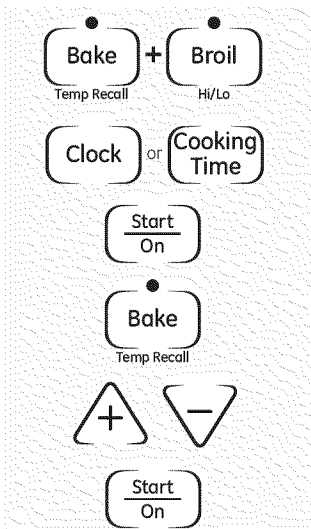 Bake + Broil
Temp Recall Hi/Lo
Clock or Cooking Time
Start
On
Bake
Temp Recall
+ −
Start
On